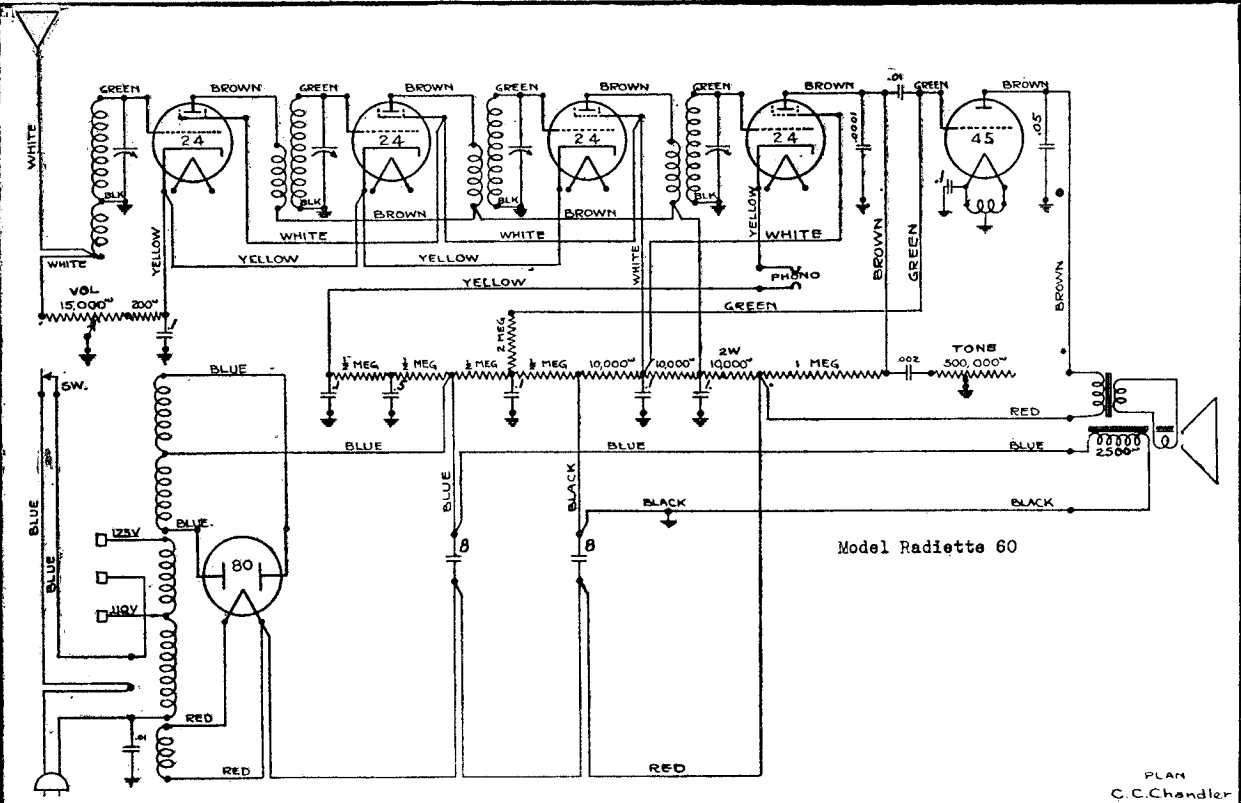 GREEN
BROWN
GREEN
BROWN
GREEN
BROWN
GREEN
BROWN
.01
GREEN
BROWN
24
24
24
24
.0001
45
.05
WHITE
BLK
BLK
BLK
BLK
.1
BROWN
BROWN
WHITE
WHITE
WHITE
YELLOW
YELLOW
YELLOW
WHITE
YELLOW
BROWN
GREEN
WHITE
PHONO
BROWN
YELLOW
VOL
15,000~
200~
.1
GREEN
2 MEG
½ MEG
½ MEG
½ MEG
½ MEG
10,000~
10,000~
2W
10,000~
1 MEG
.002
TONE
500,000~
SW.
BLUE
.1
.1
.1
.1
RED
BLUE
BLUE
BLUE
2500~
BLUE
BLACK
BLACK
BLACK
BLUE
BLUE
BLUE
125V
80
8
8
Model Radiette 60
110V
RED
.01
RED
RED
PLAN
C.C.Chandler